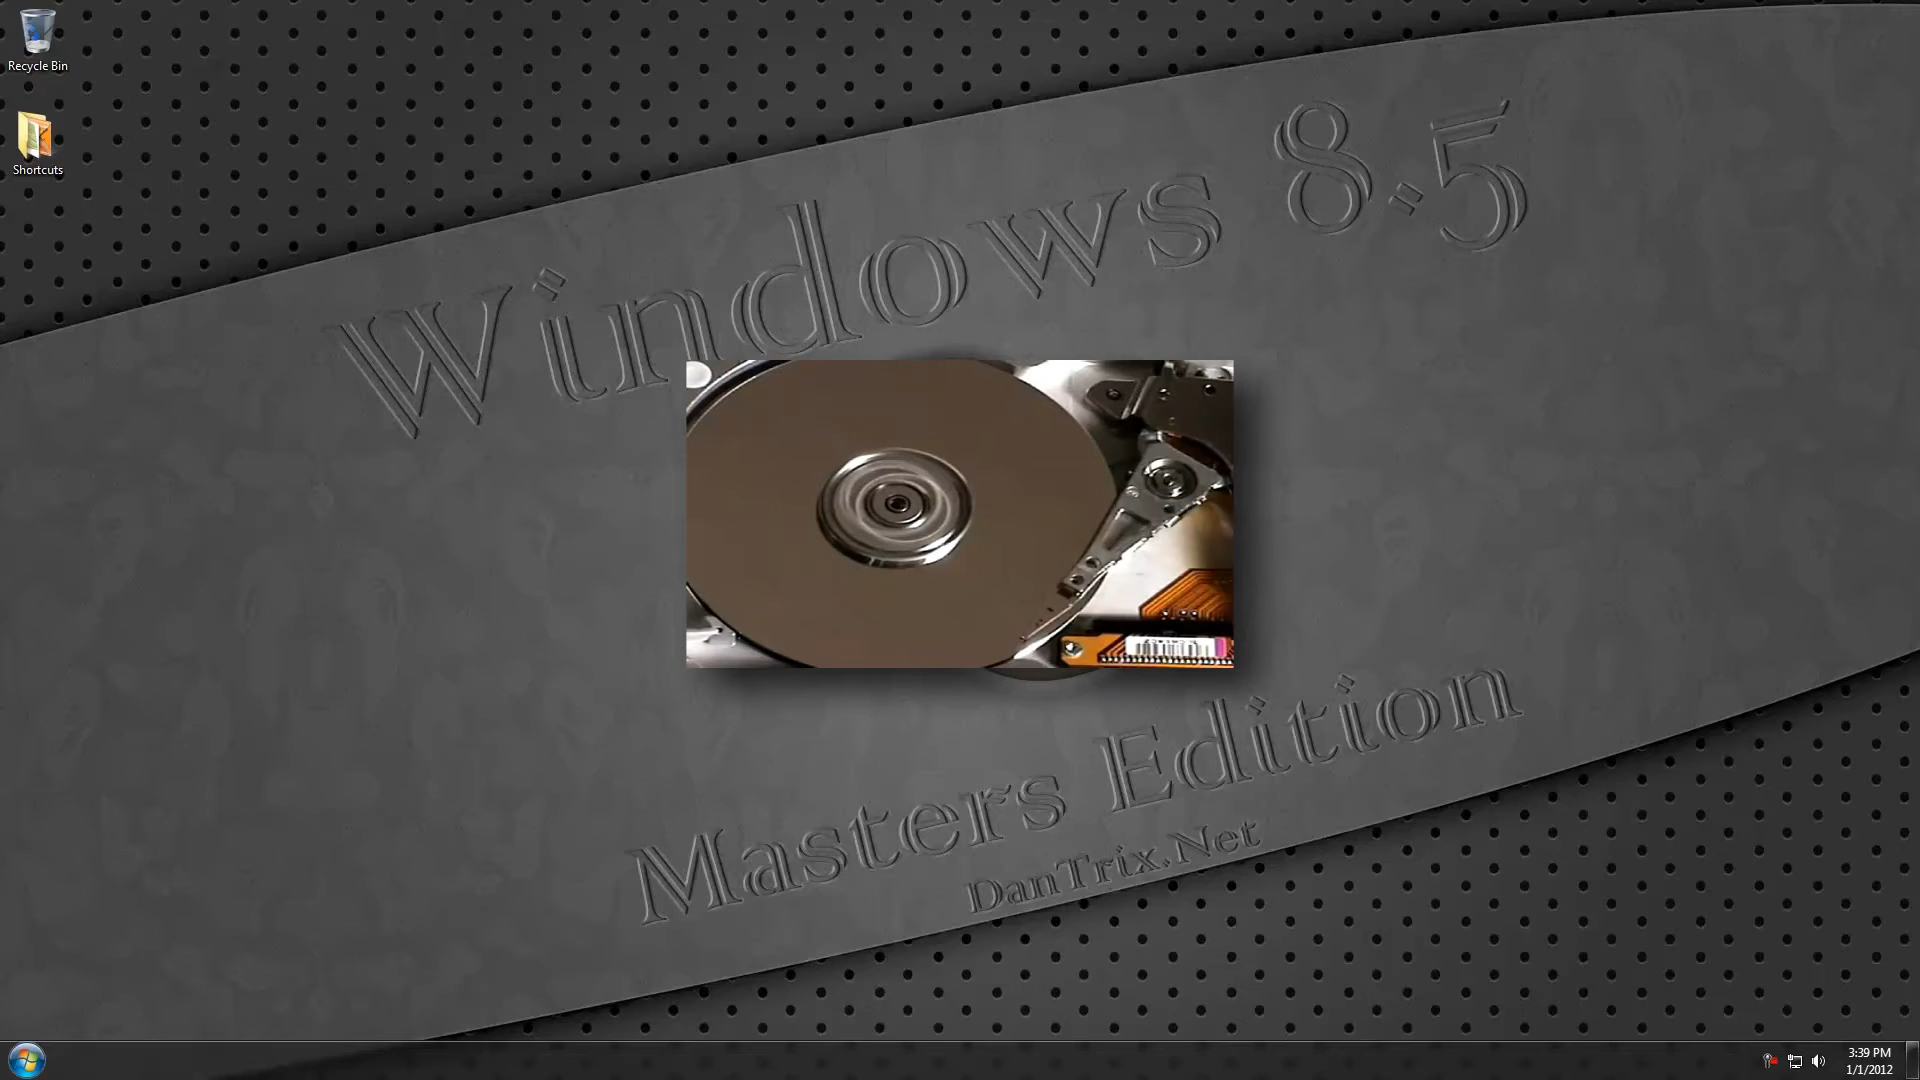 Recycle Bin
Shortcuts
Windows 8.5
Masters Edition
DanTrix.Net
3:39 PM
1/1/2012